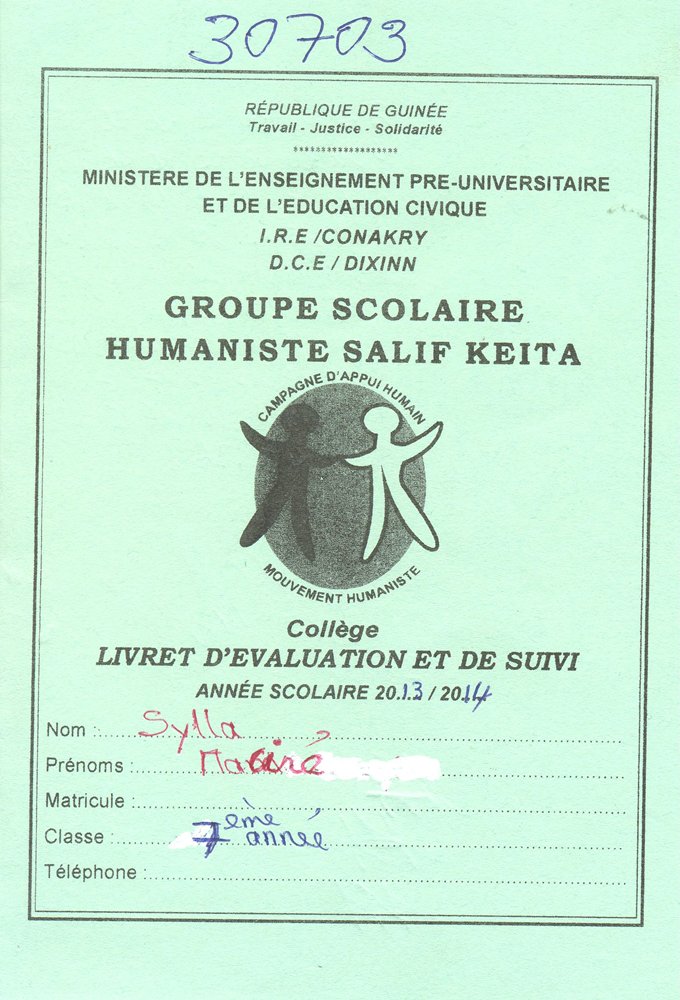 30703
RÉPUBLIQUE DE GUINÉE
Travail - Justice - Solidarité
*******************
MINISTERE DE L'ENSEIGNEMENT PRE-UNIVERSITAIRE
ET DE L'EDUCATION CIVIQUE
I.R.E /CONAKRY
D.C.E / DIXINN
GROUPE SCOLAIRE
HUMANISTE SALIF KEITA
CAMPAGNE D'APPUI HUMAIN
MOUVEMENT HUMANISTE
Collège
LIVRET D'EVALUATION ET DE SUIVI
ANNÉE SCOLAIRE 2013 / 2014
Nom : Sylla
Prénoms :
Matricule :
Classe : 7ème année
Téléphone :